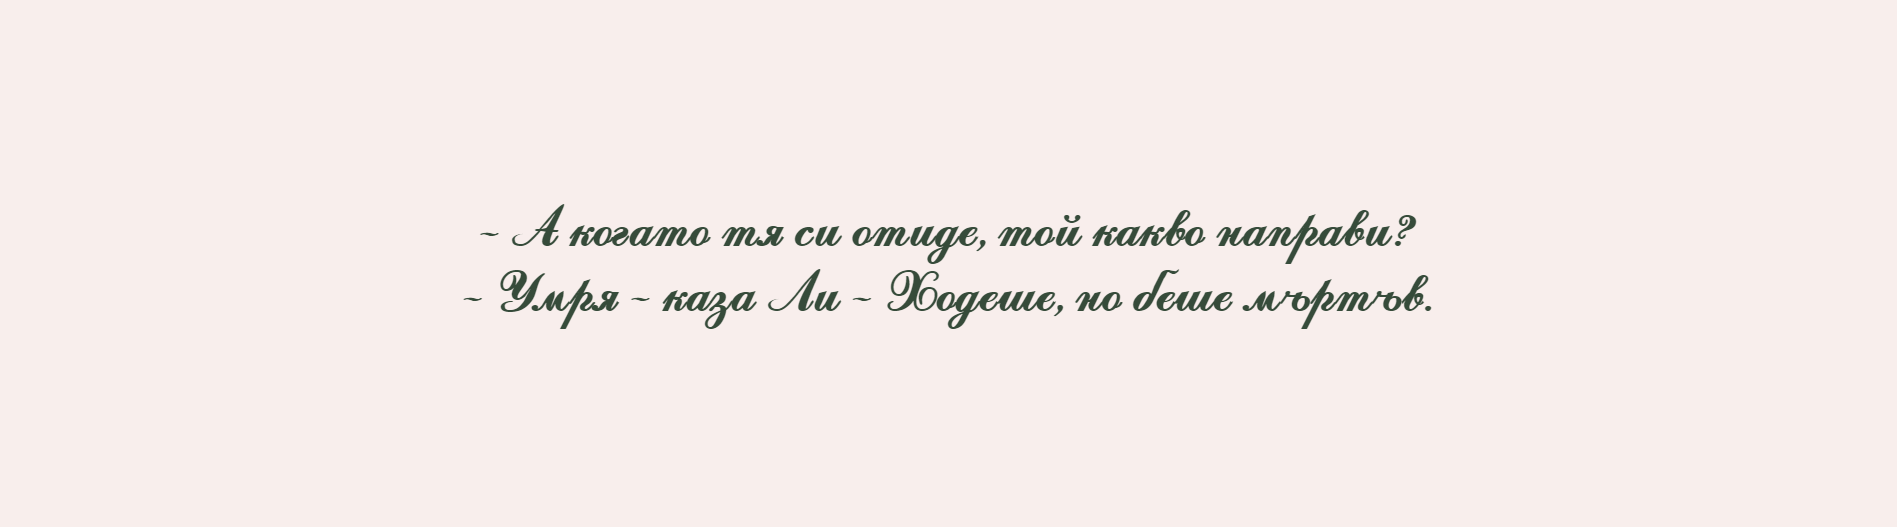 - А когато тя си отиде, той какво направи?
- Умря - каза Ли - Ходеше, но беше мъртъв.